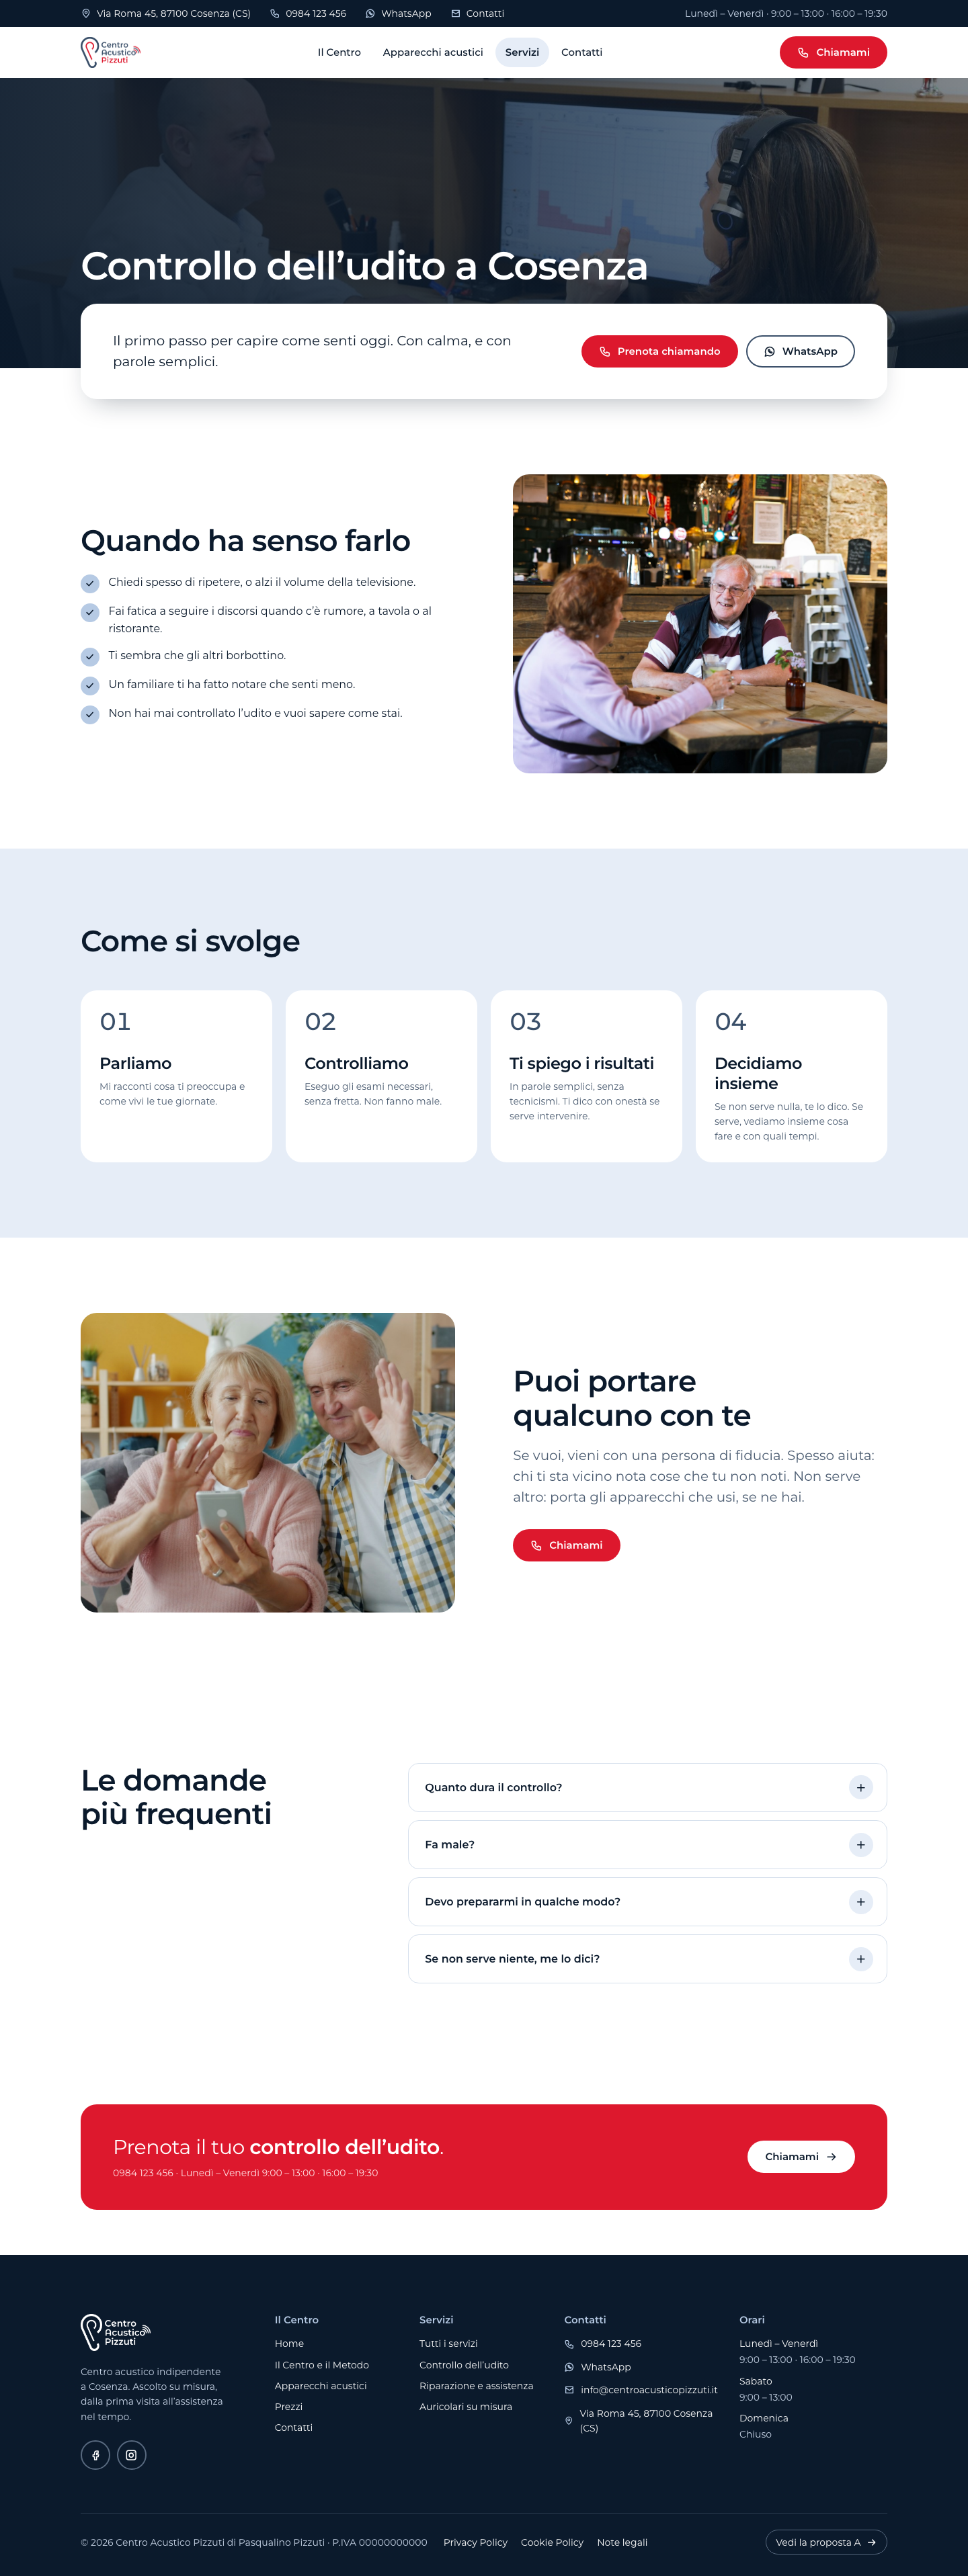 Via Roma 45, 87100 Cosenza (CS)
0984 123 456
WhatsApp
Contatti
Lunedì – Venerdì · 9:00 – 13:00 · 16:00 – 19:30
Centro
Acustico
Pizzuti
Il Centro
Apparecchi acustici
Servizi
Contatti
Chiamami
Controllo dell’udito a Cosenza
Il primo passo per capire come senti oggi. Con calma, e con
parole semplici.
Prenota chiamando
WhatsApp
Quando ha senso farlo
Chiedi spesso di ripetere, o alzi il volume della televisione.
Fai fatica a seguire i discorsi quando c’è rumore, a tavola o al
ristorante.
Ti sembra che gli altri borbottino.
Un familiare ti ha fatto notare che senti meno.
Non hai mai controllato l’udito e vuoi sapere come stai.
Come si svolge
01
Parliamo
Mi racconti cosa ti preoccupa e
come vivi le tue giornate.
02
Controlliamo
Eseguo gli esami necessari,
senza fretta. Non fanno male.
03
Ti spiego i risultati
In parole semplici, senza
tecnicismi. Ti dico con onestà se
serve intervenire.
04
Decidiamo
insieme
Se non serve nulla, te lo dico. Se
serve, vediamo insieme cosa
fare e con quali tempi.
Puoi portare
qualcuno con te
Se vuoi, vieni con una persona di fiducia. Spesso aiuta:
chi ti sta vicino nota cose che tu non noti. Non serve
altro: porta gli apparecchi che usi, se ne hai.
Chiamami
Le domande
più frequenti
Quanto dura il controllo?
Fa male?
Devo prepararmi in qualche modo?
Se non serve niente, me lo dici?
Prenota il tuo controllo dell’udito.
0984 123 456 · Lunedì – Venerdì 9:00 – 13:00 · 16:00 – 19:30
Chiamami
Centro
Acustico
Pizzuti
Centro acustico indipendente
a Cosenza. Ascolto su misura,
dalla prima visita all’assistenza
nel tempo.
Il Centro
Home
Il Centro e il Metodo
Apparecchi acustici
Prezzi
Contatti
Servizi
Tutti i servizi
Controllo dell’udito
Riparazione e assistenza
Auricolari su misura
Contatti
0984 123 456
WhatsApp
info@centroacusticopizzuti.it
Via Roma 45, 87100 Cosenza
(CS)
Orari
Lunedì – Venerdì
9:00 – 13:00 · 16:00 – 19:30
Sabato
9:00 – 13:00
Domenica
Chiuso
© 2026 Centro Acustico Pizzuti di Pasqualino Pizzuti · P.IVA 00000000000
Privacy Policy
Cookie Policy
Note legali
Vedi la proposta A